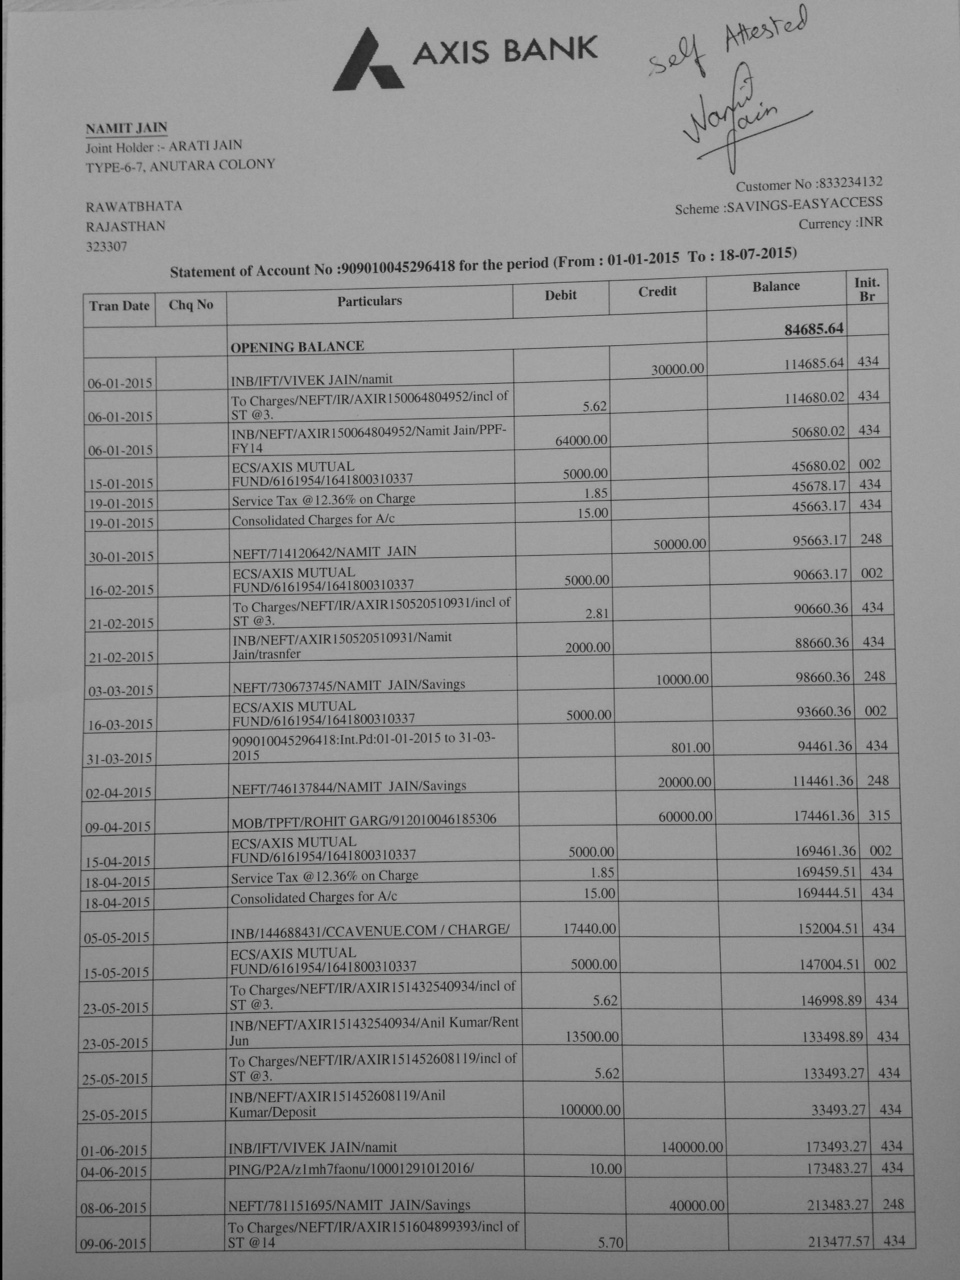 AXIS BANK
Self Attested
Namit
Jain
NAMIT JAIN
Joint Holder :- ARATI JAIN
TYPE-6-7, ANUTARA COLONY
RAWATBHATA
RAJASTHAN
323307
Customer No :833234132
Scheme :SAVINGS-EASYACCESS
Currency :INR
Statement of Account No :909010045296418 for the period (From : 01-01-2015 To : 18-07-2015)
Tran Date Chq No Particulars Debit Credit Balance Init.
Br
OPENING BALANCE 84685.64
06-01-2015 INB/IFT/VIVEK JAIN/namit 30000.00 114685.64 434
To Charges/NEFT/IR/AXIR150064804952/incl of
06-01-2015 ST @3. 5.62 114680.02 434
INB/NEFT/AXIR150064804952/Namit Jain/PPF-
06-01-2015 FY14 64000.00 50680.02 434
ECS/AXIS MUTUAL
15-01-2015 FUND/6161954/1641800310337 5000.00 45680.02 002
19-01-2015 Service Tax @12.36% on Charge 1.85 45678.17 434
19-01-2015 Consolidated Charges for A/c 15.00 45663.17 434
30-01-2015 NEFT/714120642/NAMIT JAIN 50000.00 95663.17 248
ECS/AXIS MUTUAL
16-02-2015 FUND/6161954/1641800310337 5000.00 90663.17 002
To Charges/NEFT/IR/AXIR150520510931/incl of
21-02-2015 ST @3. 2.81 90660.36 434
INB/NEFT/AXIR150520510931/Namit
21-02-2015 Jain/trasnfer 2000.00 88660.36 434
03-03-2015 NEFT/730673745/NAMIT JAIN/Savings 10000.00 98660.36 248
ECS/AXIS MUTUAL
16-03-2015 FUND/6161954/1641800310337 5000.00 93660.36 002
909010045296418:Int.Pd:01-01-2015 to 31-03-
31-03-2015 2015 801.00 94461.36 434
02-04-2015 NEFT/746137844/NAMIT JAIN/Savings 20000.00 114461.36 248
09-04-2015 MOB/TPFT/ROHIT GARG/912010046185306 60000.00 174461.36 315
ECS/AXIS MUTUAL
15-04-2015 FUND/6161954/1641800310337 5000.00 169461.36 002
18-04-2015 Service Tax @12.36% on Charge 1.85 169459.51 434
18-04-2015 Consolidated Charges for A/c 15.00 169444.51 434
05-05-2015 INB/144688431/CCAVENUE.COM / CHARGE/ 17440.00 152004.51 434
ECS/AXIS MUTUAL
15-05-2015 FUND/6161954/1641800310337 5000.00 147004.51 002
To Charges/NEFT/IR/AXIR151432540934/incl of
23-05-2015 ST @3. 5.62 146998.89 434
INB/NEFT/AXIR151432540934/Anil Kumar/Rent
23-05-2015 Jun 13500.00 133498.89 434
To Charges/NEFT/IR/AXIR151452608119/incl of
25-05-2015 ST @3. 5.62 133493.27 434
INB/NEFT/AXIR151452608119/Anil
25-05-2015 Kumar/Deposit 100000.00 33493.27 434
01-06-2015 INB/IFT/VIVEK JAIN/namit 140000.00 173493.27 434
04-06-2015 PING/P2A/z1mh7faonu/10001291012016/ 10.00 173483.27 434
08-06-2015 NEFT/781151695/NAMIT JAIN/Savings 40000.00 213483.27 248
To Charges/NEFT/IR/AXIR151604899393/incl of
09-06-2015 ST @14 5.70 213477.57 434